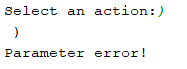 Select an action:)
)
Parameter error!